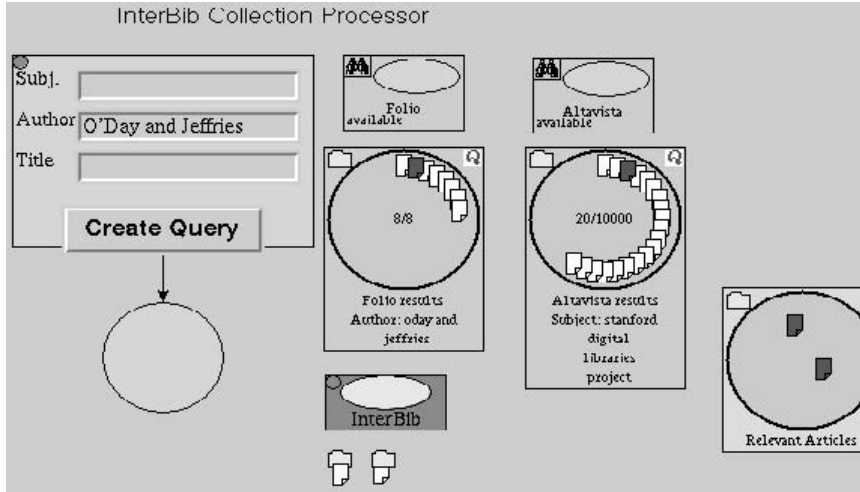 InterBib Collection Processor
Subj.
Author O'Day and Jeffries
Title
Create Query
Folio
available
Altavista
available
8/8
Folio results
Author: oday and
jeffries
20/10000
Altavista results
Subject: stanford
digital
libraries
project
InterBib
Relevant Articles